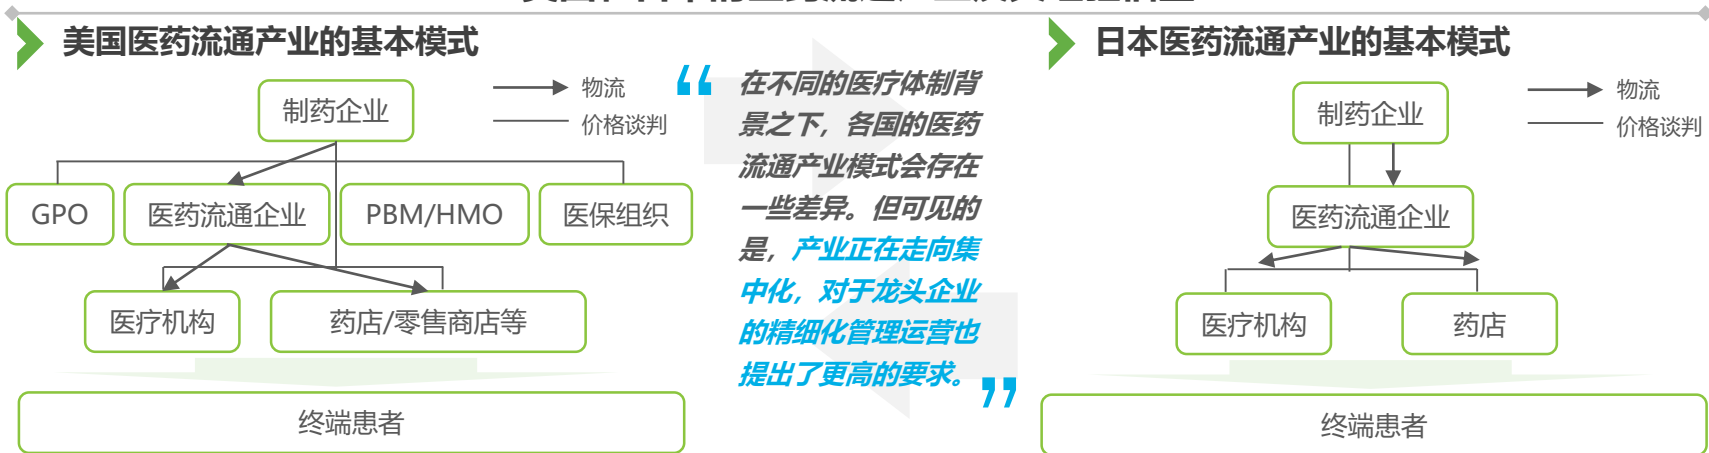 美国医药流通产业的基本模式
物流
价格谈判
制药企业
GPO
医药流通企业
PBM/HMO
医保组织
医疗机构
药店/零售商店等
终端患者
“
在不同的医疗体制背
景之下，各国的医药
流通产业模式会存在
一些差异。但可见的
是，产业正在走向集
中化，对于龙头企业
的精细化管理运营也
提出了更高的要求。
”
日本医药流通产业的基本模式
物流
价格谈判
制药企业
医药流通企业
医疗机构
药店
终端患者